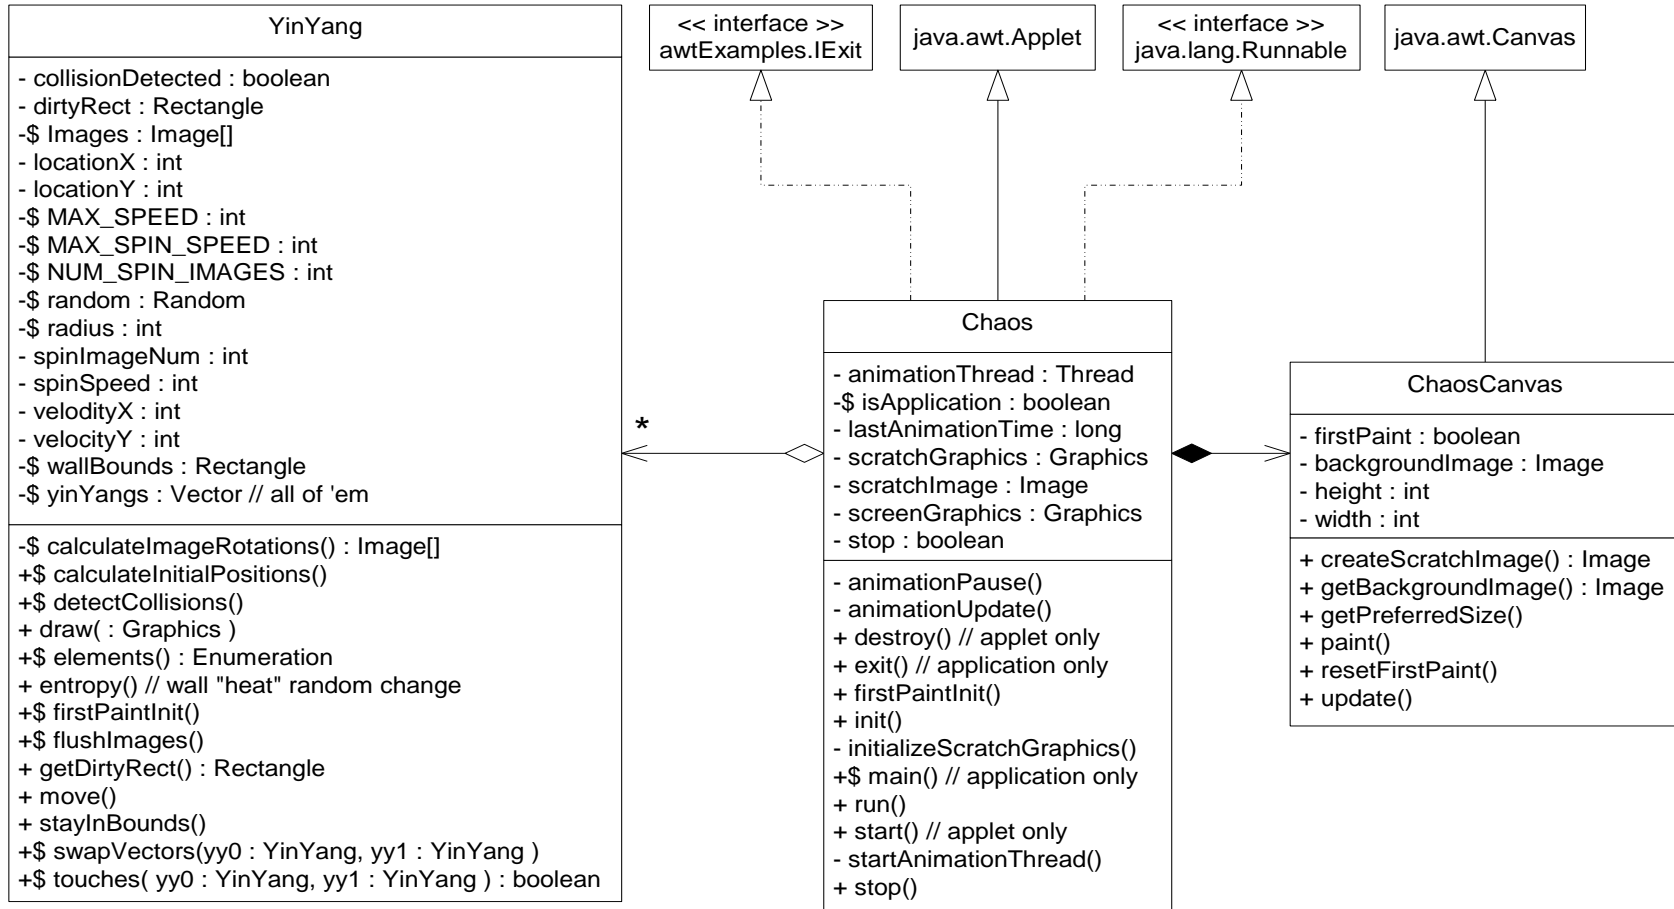 YinYang
- collisionDetected : boolean
- dirtyRect : Rectangle
-$ Images : Image[]
- locationX : int
- locationY : int
-$ MAX_SPEED : int
-$ MAX_SPIN_SPEED : int
-$ NUM_SPIN_IMAGES : int
-$ random : Random
-$ radius : int
- spinImageNum : int
- spinSpeed : int
- velodityX : int
- velocityY : int
-$ wallBounds : Rectangle
-$ yinYangs : Vector // all of 'em
-$ calculateImageRotations() : Image[]
+$ calculateInitialPositions()
+$ detectCollisions()
+ draw( : Graphics )
+$ elements() : Enumeration
+ entropy() // wall "heat" random change
+$ firstPaintInit()
+$ flushImages()
+ getDirtyRect() : Rectangle
+ move()
+ stayInBounds()
+$ swapVectors(yy0 : YinYang, yy1 : YinYang )
+$ touches( yy0 : YinYang, yy1 : YinYang ) : boolean
*
<< interface >>
awtExamples.IExit
java.awt.Applet
<< interface >>
java.lang.Runnable
java.awt.Canvas
Chaos
- animationThread : Thread
-$ isApplication : boolean
- lastAnimationTime : long
- scratchGraphics : Graphics
- scratchImage : Image
- screenGraphics : Graphics
- stop : boolean
- animationPause()
- animationUpdate()
+ destroy() // applet only
+ exit() // application only
+ firstPaintInit()
+ init()
- initializeScratchGraphics()
+$ main() // application only
+ run()
+ start() // applet only
- startAnimationThread()
+ stop()
ChaosCanvas
- firstPaint : boolean
- backgroundImage : Image
- height : int
- width : int
+ createScratchImage() : Image
+ getBackgroundImage() : Image
+ getPreferredSize()
+ paint()
+ resetFirstPaint()
+ update()